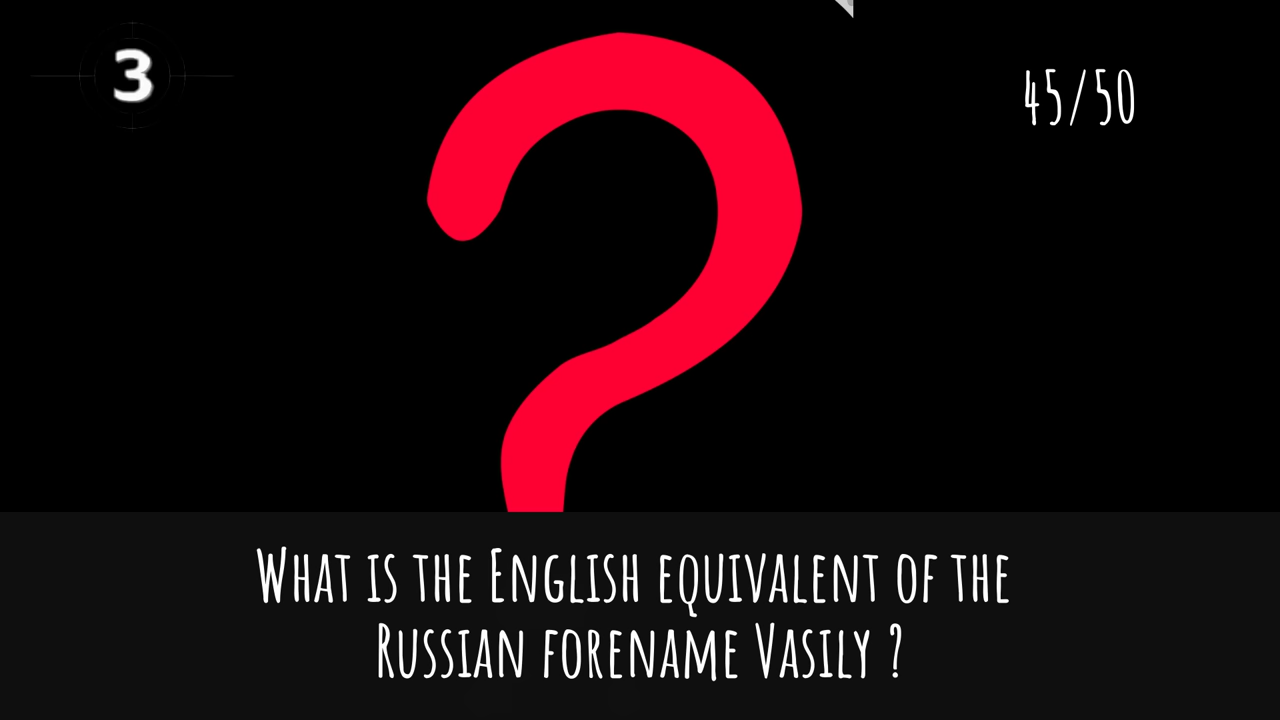 3
45/50
What is the English equivalent of the
Russian forename Vasily ?